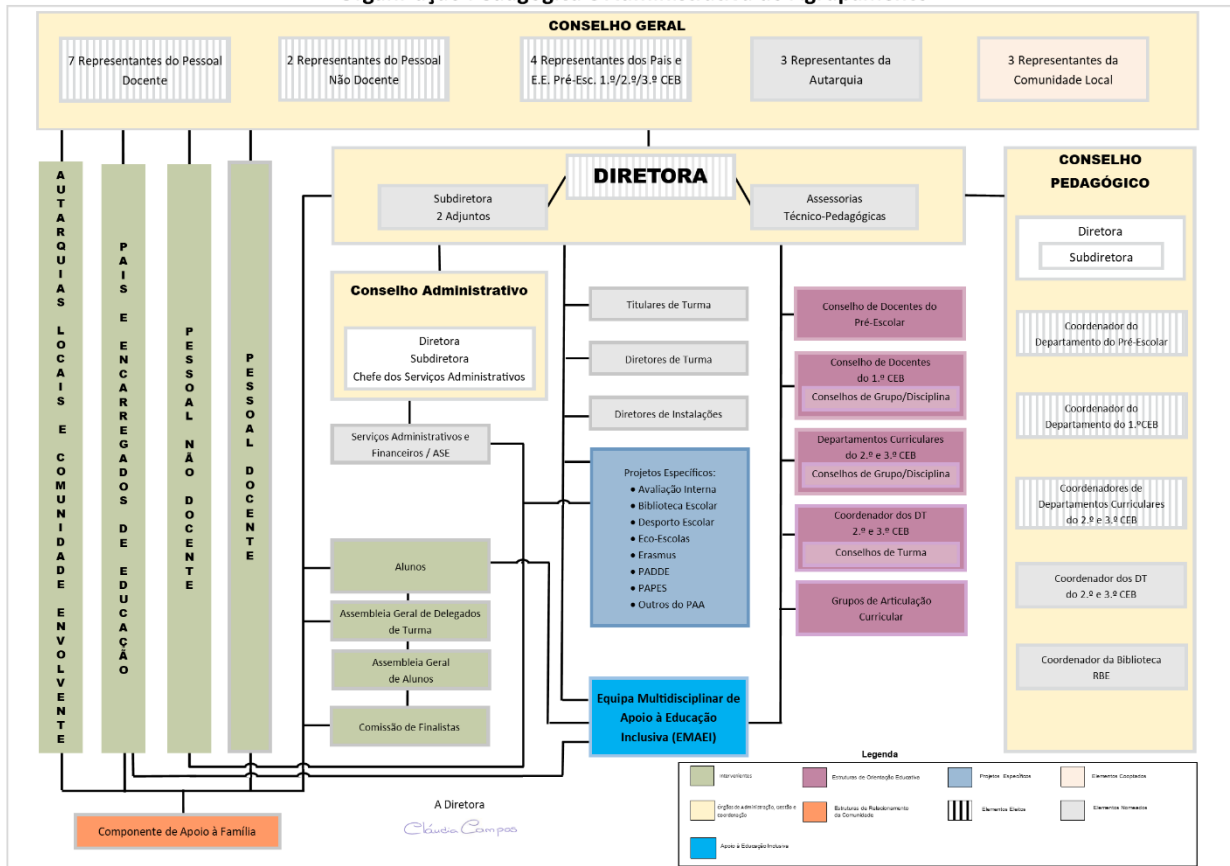 CONSELHO GERAL
7 Representantes do Pessoal
Docente
2 Representantes do Pessoal
Não Docente
4 Representantes dos Pais e
E.E. Pré-Esc. 1.º/2.º/3.º CEB
3 Representantes da
Autarquia
3 Representantes da
Comunidade Local
AUTARQUIAS LOCAIS E COMUNIDADE ENVOLVENTE
PAIS E ENCARREGADOS DE EDUCAÇÃO
PESSOAL NÃO DOCENTE
PESSOAL DOCENTE
DIRETORA
Subdiretora
2 Adjuntos
Assessorias
Técnico-Pedagógicas
CONSELHO
PEDAGÓGICO
Diretora
Subdiretora
Coordenador do
Departamento do Pré-Escolar
Coordenador do
Departamento do 1.ºCEB
Coordenadores de
Departamentos Curriculares
do 2.º e 3.º CEB
Coordenador dos DT
do 2.º e 3.º CEB
Coordenador da Biblioteca
RBE
Conselho Administrativo
Diretora
Subdiretora
Chefe dos Serviços Administrativos
Serviços Administrativos e
Financeiros / ASE
Titulares de Turma
Diretores de Turma
Diretores de Instalações
Projetos Específicos:
• Avaliação Interna
• Biblioteca Escolar
• Desporto Escolar
• Eco-Escolas
• Erasmus
• PADDE
• PAPES
• Outros do PAA
Conselho de Docentes do
Pré-Escolar
Conselho de Docentes
do 1.º CEB
Conselhos de Grupo/Disciplina
Departamentos Curriculares
do 2.º e 3.º CEB
Conselhos de Grupo/Disciplina
Coordenador dos DT
2.º e 3.º CEB
Conselhos de Turma
Grupos de Articulação
Curricular
Alunos
Assembleia Geral de Delegados
de Turma
Assembleia Geral
de Alunos
Comissão de Finalistas
Equipa Multidisciplinar de
Apoio à Educação
Inclusiva (EMAEI)
Componente de Apoio à Família
A Diretora
Cláudia Campos
Legenda
Intervenientes
Estruturas de Orientação Educativa
Projetos Específicos
Elementos Cooptados
Órgãos de Administração, Gestão e
coordenação
Estruturas de Relacionamento
da Comunidade
Elementos Eleitos
Elementos Nomeados
Apoio à Educação Inclusiva